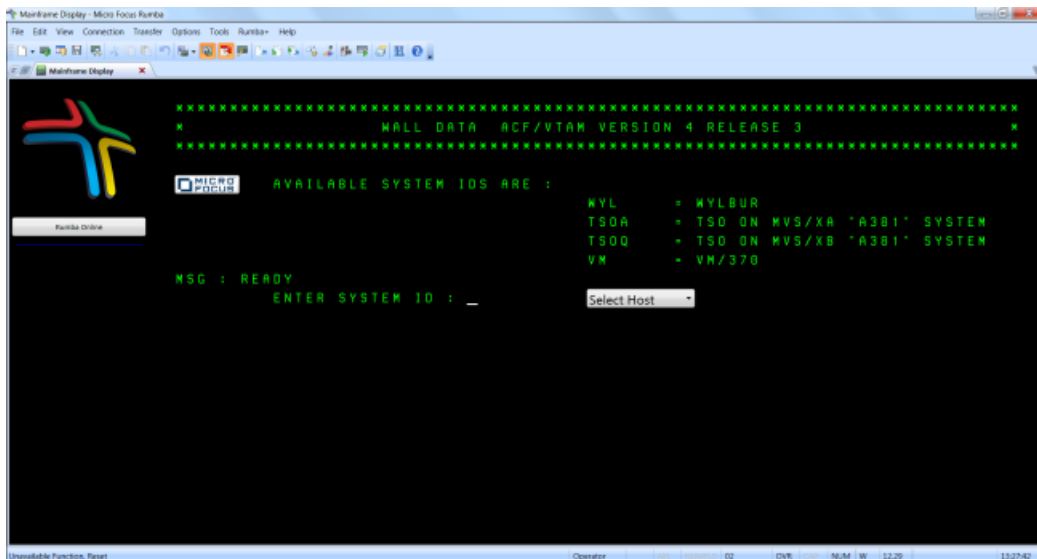 Mainframe Display - Micro Focus Rumba
File Edit View Connection Transfer Options Tools Rumba+ Help
Mainframe Display
********************************************************************************
* WALL DATA ACF/VTAM VERSION 4 RELEASE 3 *
********************************************************************************
MICRO FOCUS
AVAILABLE SYSTEM IDS ARE :
WYL = WYLBUR
TSOA = TSO ON MVS/XA "A381" SYSTEM
TSOQ = TSO ON MVS/XB "A381" SYSTEM
VM = VM/370
Rumba Online
MSG : READY
ENTER SYSTEM ID : _
Select Host
Unavailable Function, Reset Operator D2 OVR NUM W 12.29 13:27:42